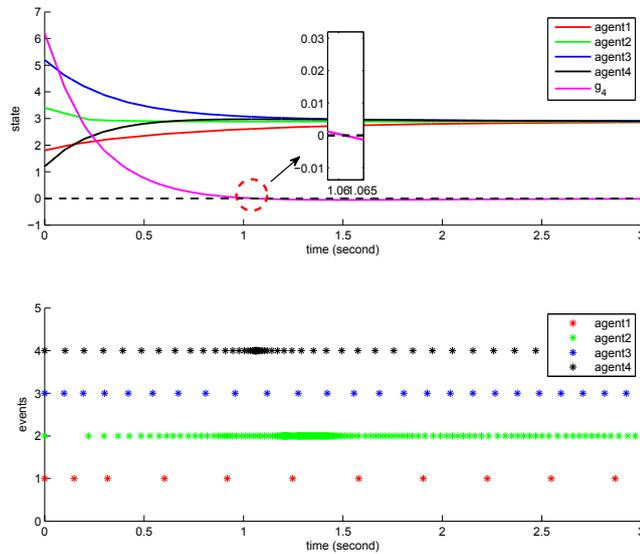 7
6
5
4
3
2
1
0
−1
state
0.03
0.01
0
−0.01
1.06
1.065
agent1
agent2
agent3
agent4
g4
0 0.5 1 1.5 2 2.5 3
time (second)
5
4
3
2
1
0
events
agent1
agent2
agent3
agent4
0 0.5 1 1.5 2 2.5 3
time (second)